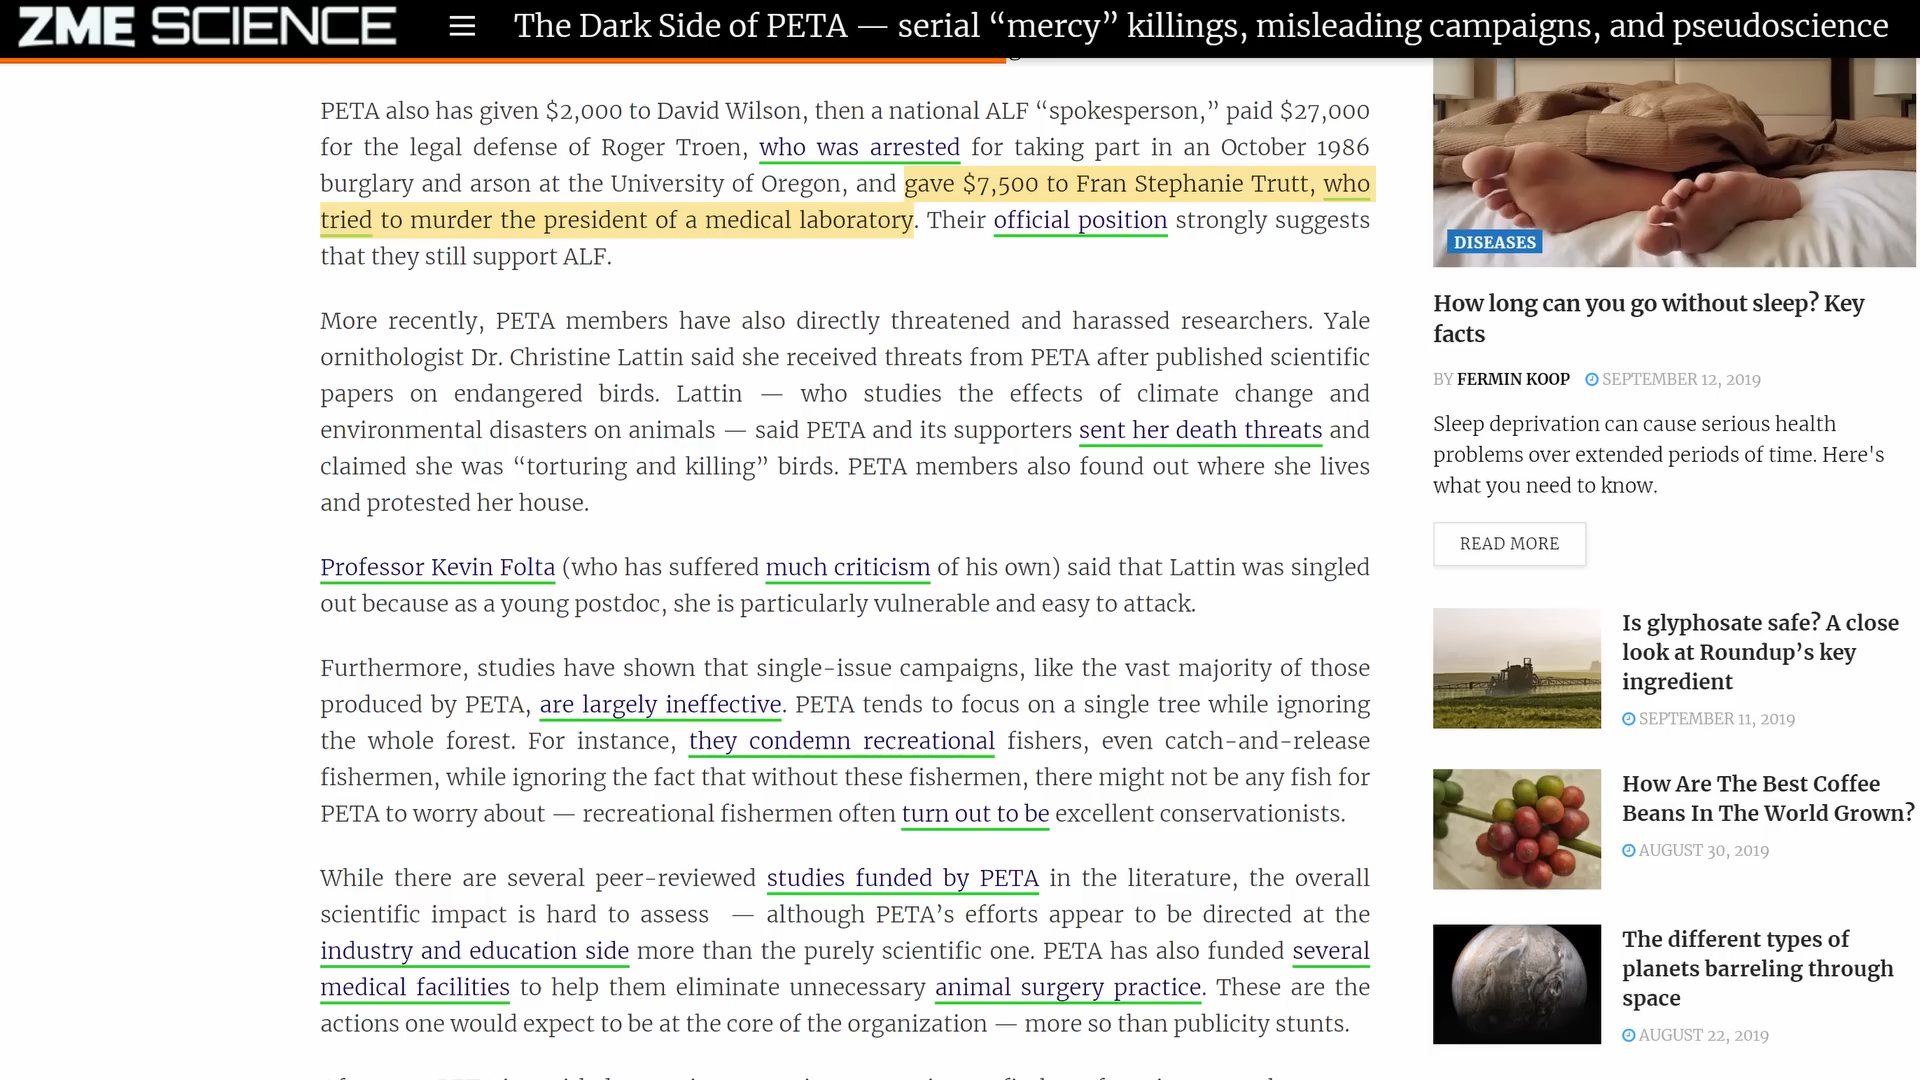 ZME SCIENCE
The Dark Side of PETA — serial “mercy” killings, misleading campaigns, and pseudoscience
PETA also has given $2,000 to David Wilson, then a national ALF “spokesperson,” paid $27,000
for the legal defense of Roger Troen, who was arrested for taking part in an October 1986
burglary and arson at the University of Oregon, and gave $7,500 to Fran Stephanie Trutt, who
tried to murder the president of a medical laboratory. Their official position strongly suggests
that they still support ALF.
More recently, PETA members have also directly threatened and harassed researchers. Yale
ornithologist Dr. Christine Lattin said she received threats from PETA after published scientific
papers on endangered birds. Lattin — who studies the effects of climate change and
environmental disasters on animals — said PETA and its supporters sent her death threats and
claimed she was “torturing and killing” birds. PETA members also found out where she lives
and protested her house.
Professor Kevin Folta (who has suffered much criticism of his own) said that Lattin was singled
out because as a young postdoc, she is particularly vulnerable and easy to attack.
Furthermore, studies have shown that single-issue campaigns, like the vast majority of those
produced by PETA, are largely ineffective. PETA tends to focus on a single tree while ignoring
the whole forest. For instance, they condemn recreational fishers, even catch-and-release
fishermen, while ignoring the fact that without these fishermen, there might not be any fish for
PETA to worry about — recreational fishermen often turn out to be excellent conservationists.
While there are several peer-reviewed studies funded by PETA in the literature, the overall
scientific impact is hard to assess — although PETA’s efforts appear to be directed at the
industry and education side more than the purely scientific one. PETA has also funded several
medical facilities to help them eliminate unnecessary animal surgery practice. These are the
actions one would expect to be at the core of the organization — more so than publicity stunts.
DISEASES
How long can you go without sleep? Key
facts
BY FERMIN KOOP SEPTEMBER 12, 2019
Sleep deprivation can cause serious health
problems over extended periods of time. Here's
what you need to know.
READ MORE
Is glyphosate safe? A close
look at Roundup’s key
ingredient
SEPTEMBER 11, 2019
How Are The Best Coffee
Beans In The World Grown?
AUGUST 30, 2019
The different types of
planets barreling through
space
AUGUST 22, 2019